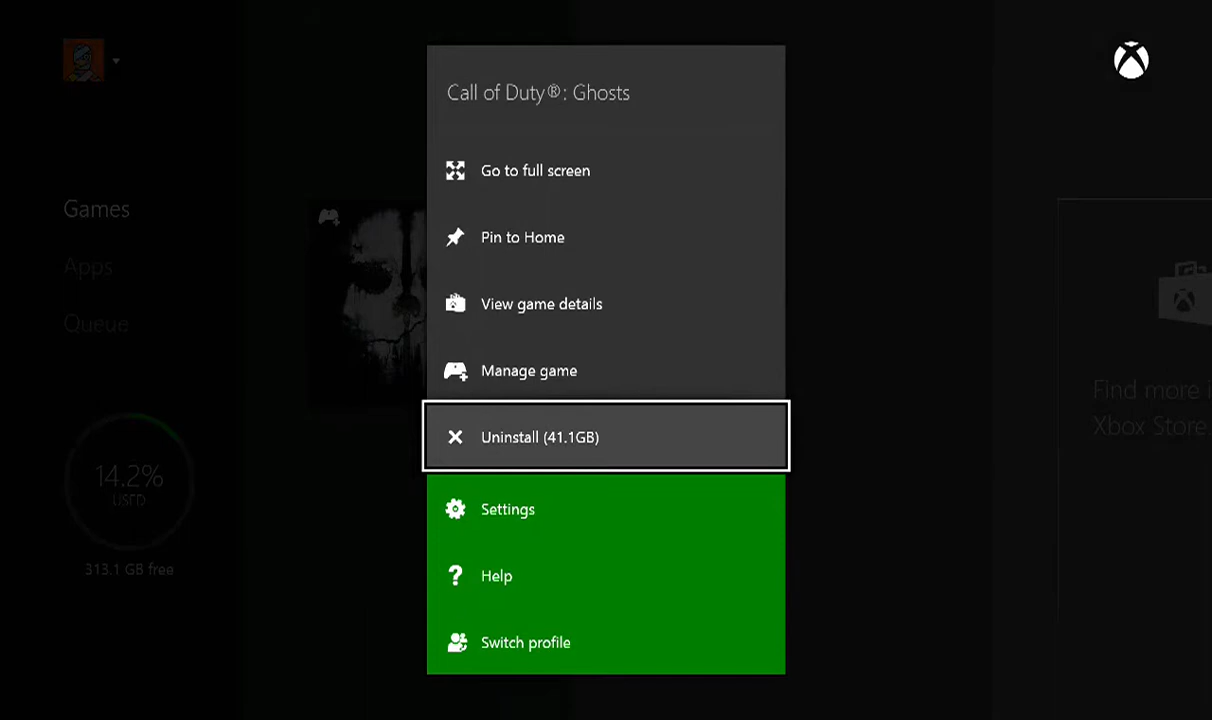 Call of Duty®: Ghosts
Go to full screen
Pin to Home
View game details
Manage game
Uninstall (41.1GB)
Settings
Help
Switch profile
Games
Apps
Queue
14.2%
USED
313.1 GB free
Find more i
Xbox Store.